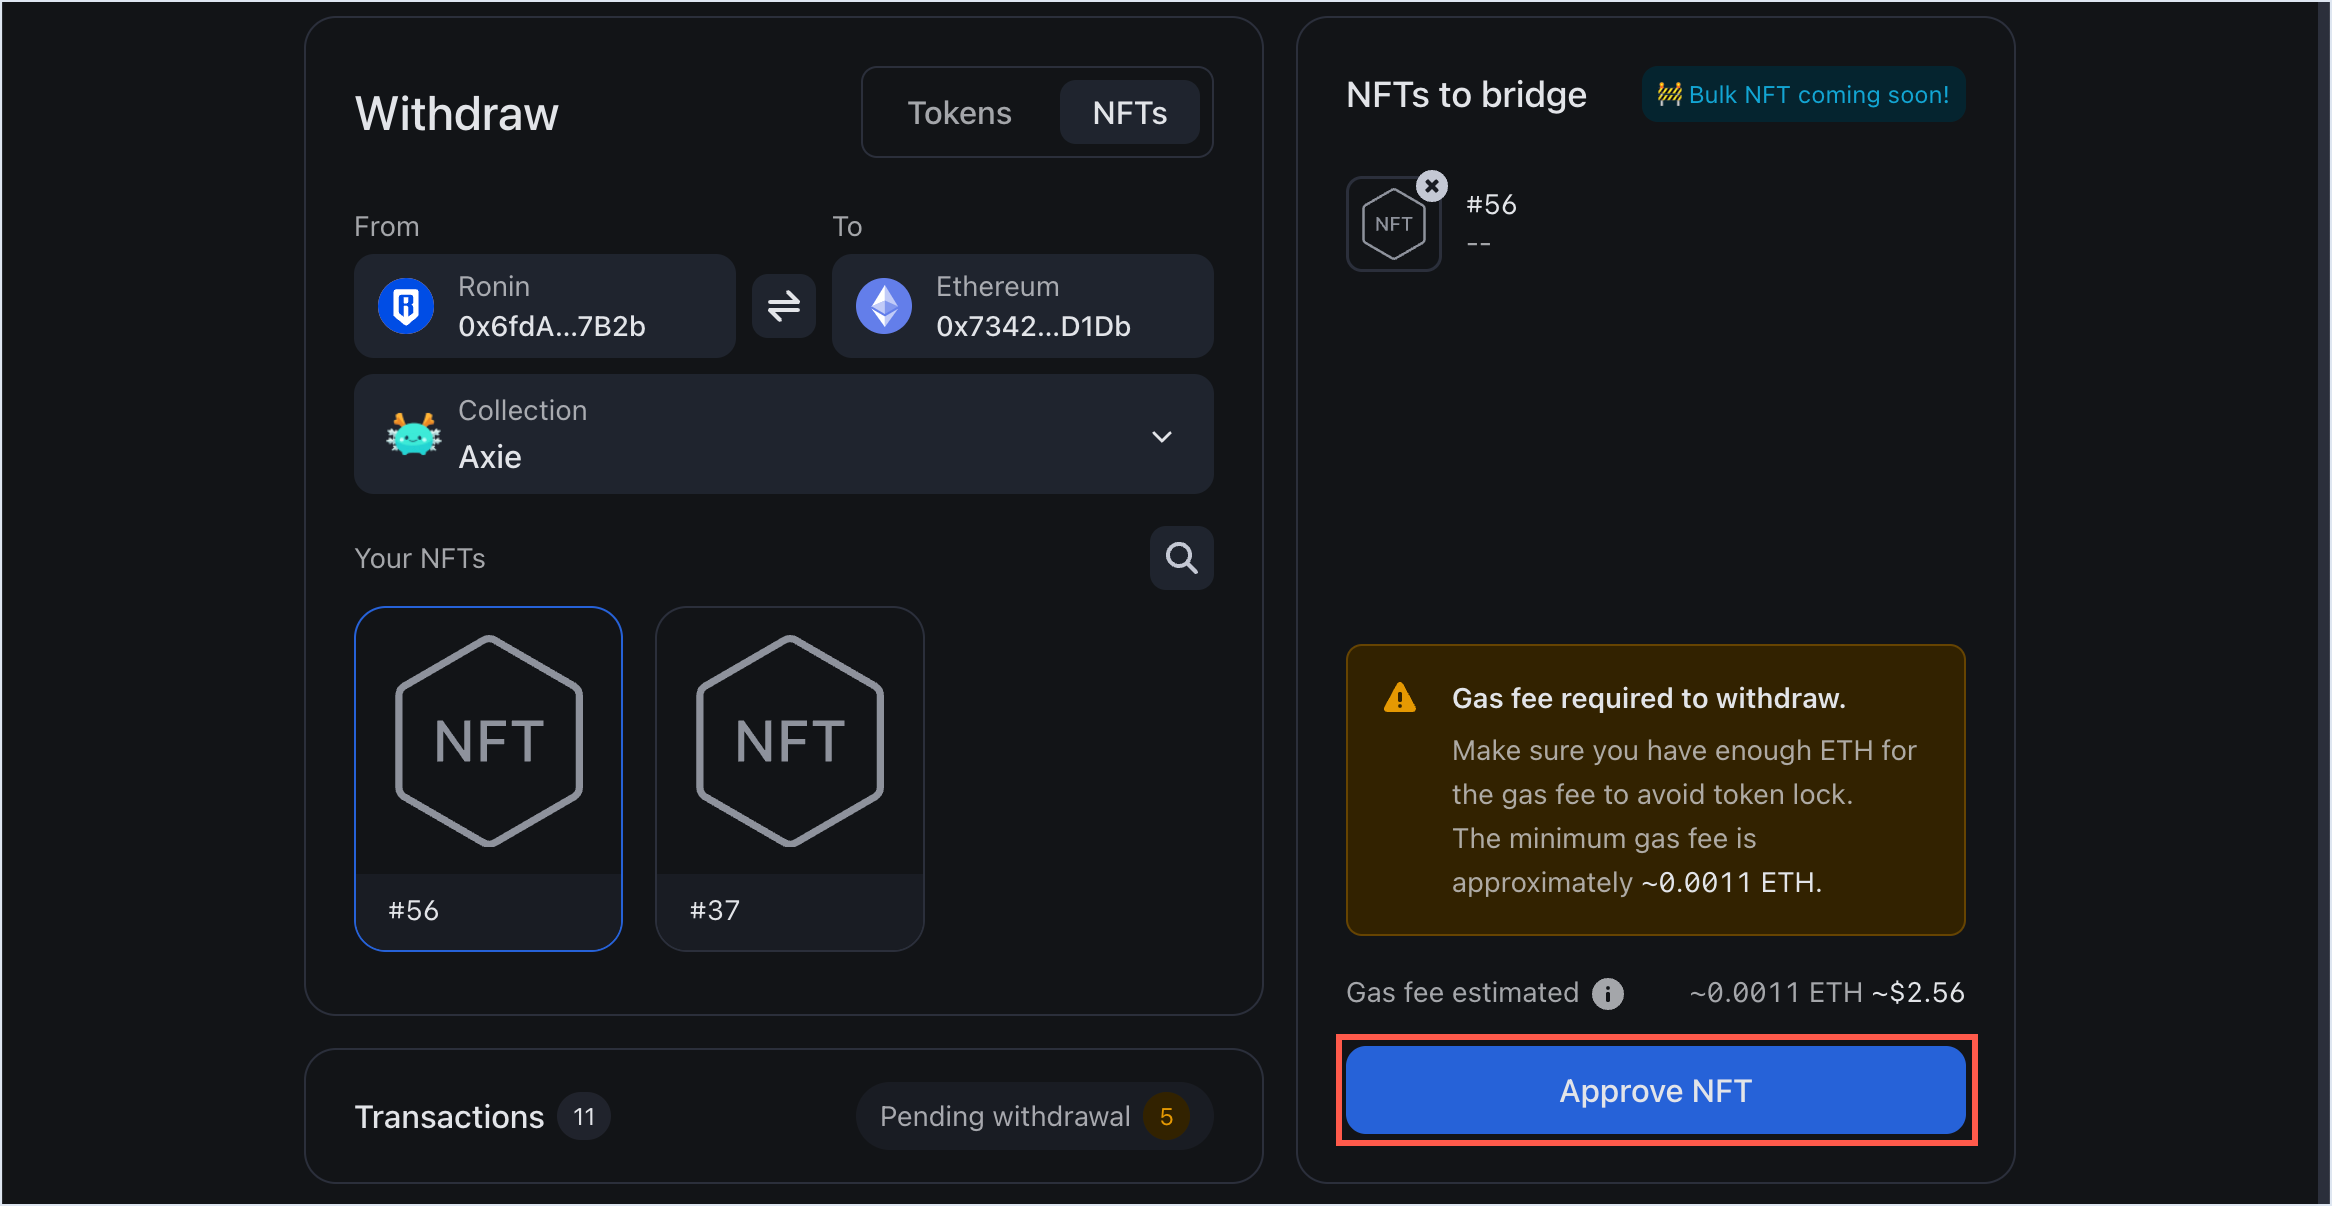 Withdraw
Tokens
NFTs
From
To
Ronin
0x6fdA...7B2b
Ethereum
0x7342...D1Db
Collection
Axie
Your NFTs
NFT
NFT
#56
#37
Transactions 11
Pending withdrawal 5
NFTs to bridge
Bulk NFT coming soon!
NFT
#56
--
Gas fee required to withdraw.
Make sure you have enough ETH for
the gas fee to avoid token lock.
The minimum gas fee is
approximately ~0.0011 ETH.
Gas fee estimated ~0.0011 ETH ~$2.56
Approve NFT